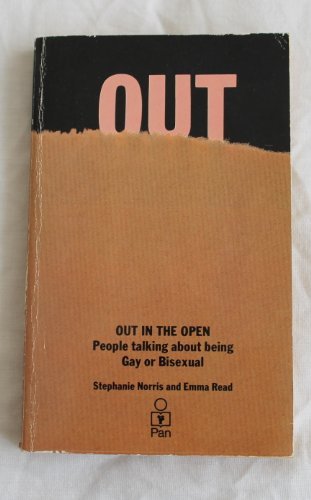 OUT
OUT IN THE OPEN
People talking about being
Gay or Bisexual
Stephanie Norris and Emma Read
Pan